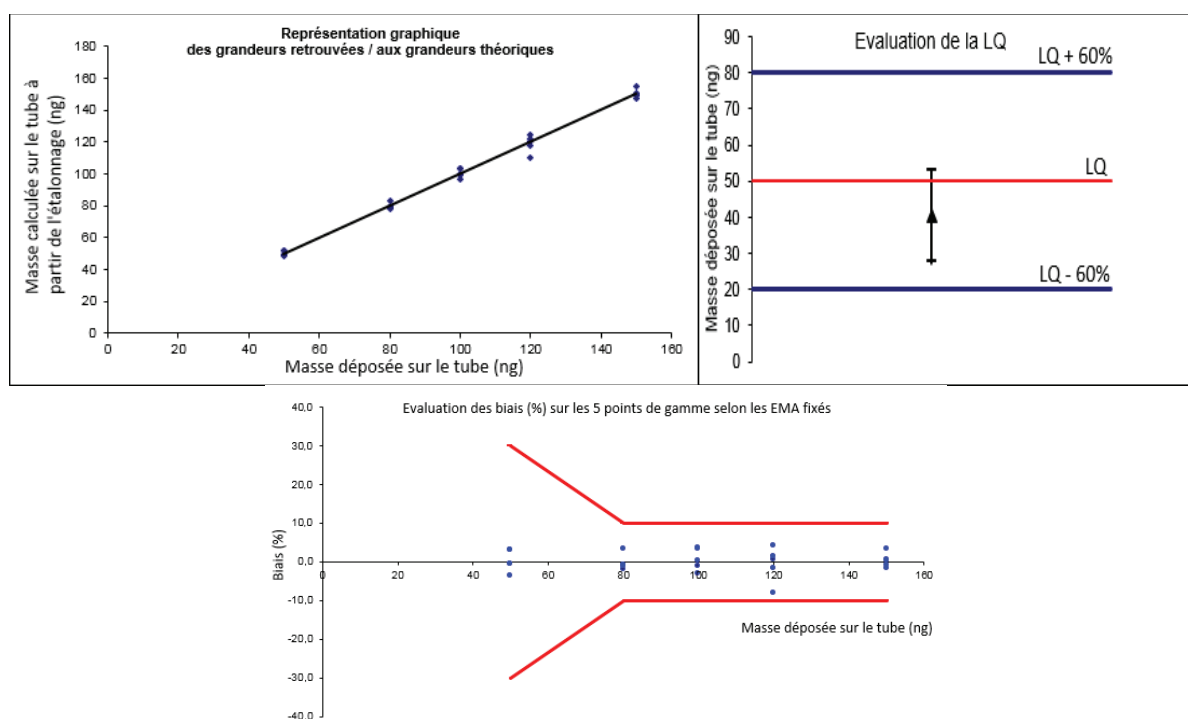 Représentation graphique
des grandeurs retrouvées / aux grandeurs théoriques
Masse calculée sur le tube à
partir de l'étalonnage (ng)
180
160
140
120
100
80
60
40
20
0
0 20 40 60 80 100 120 140 160
Masse déposée sur le tube (ng)
Evaluation de la LQ
Masse déposée sur le tube (ng)
90
80
70
60
50
40
30
20
10
0
LQ + 60%
LQ
LQ - 60%
Evaluation des biais (%) sur les 5 points de gamme selon les EMA fixés
Biais (%)
40,0
30,0
20,0
10,0
0,0
-10,0
-20,0
-30,0
-40,0
0 20 40 60 80 100 120 140 160
Masse déposée sur le tube (ng)